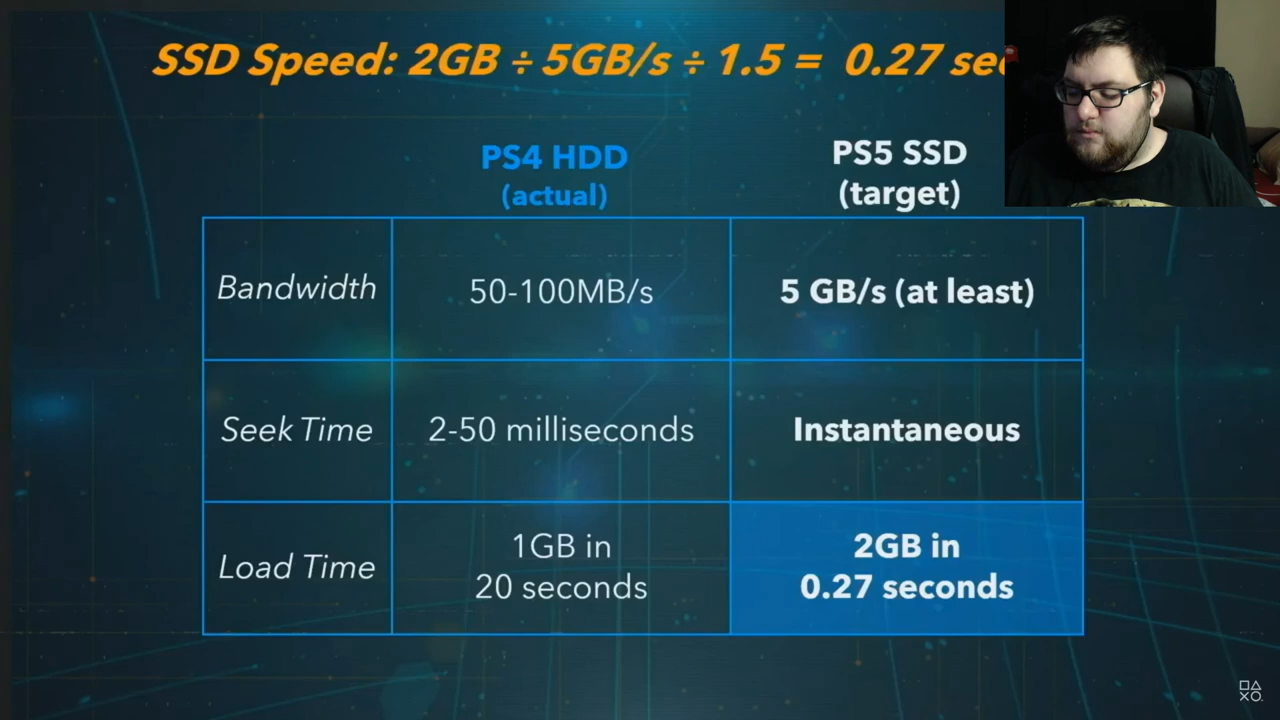 SSD Speed: 2GB ÷ 5GB/s ÷ 1.5 = 0.27
PS4 HDD
(actual)
PS5 SSD
(target)
Bandwidth
50-100MB/s
5 GB/s (at least)
Seek Time
2-50 milliseconds
Instantaneous
Load Time
1GB in
20 seconds
2GB in
0.27 seconds